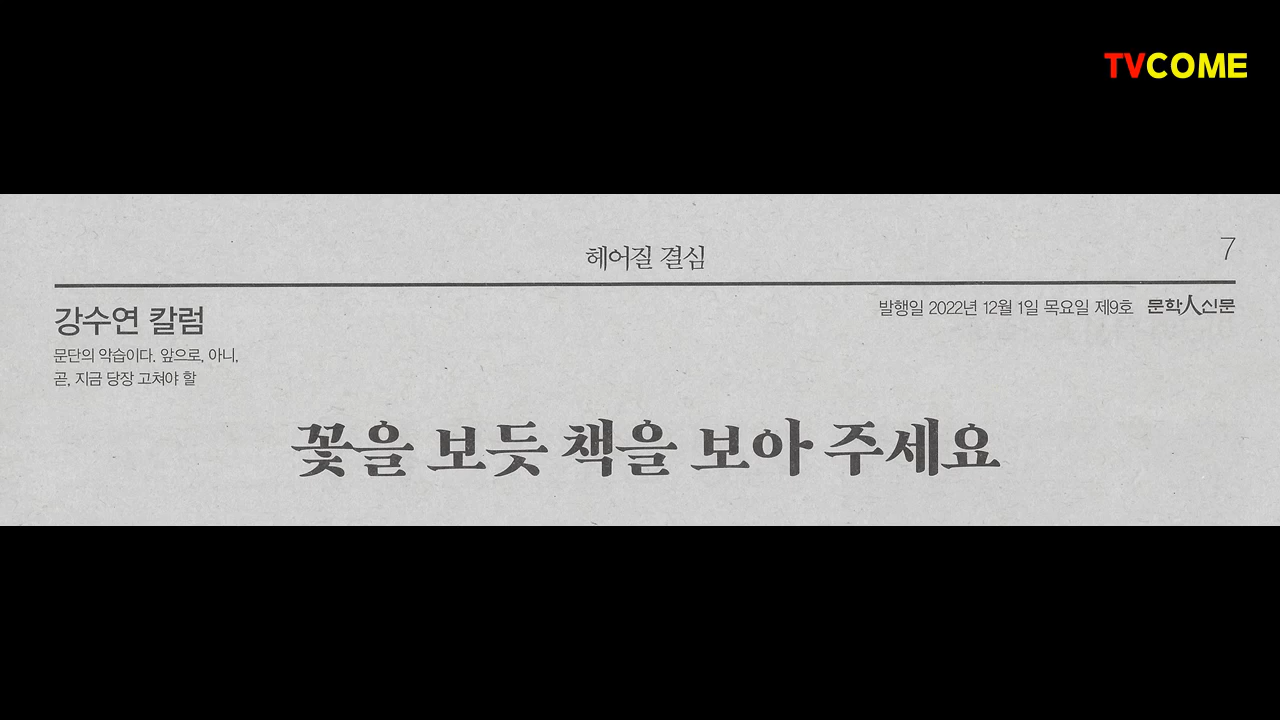 TVCOME
헤어질 결심
7
강수연 칼럼
발행일 2022년 12월 1일 목요일 제9호 문학人신문
문단의 악습이다. 앞으로, 아니,
곧, 지금 당장 고쳐야 할
꽃을 보듯 책을 보아 주세요